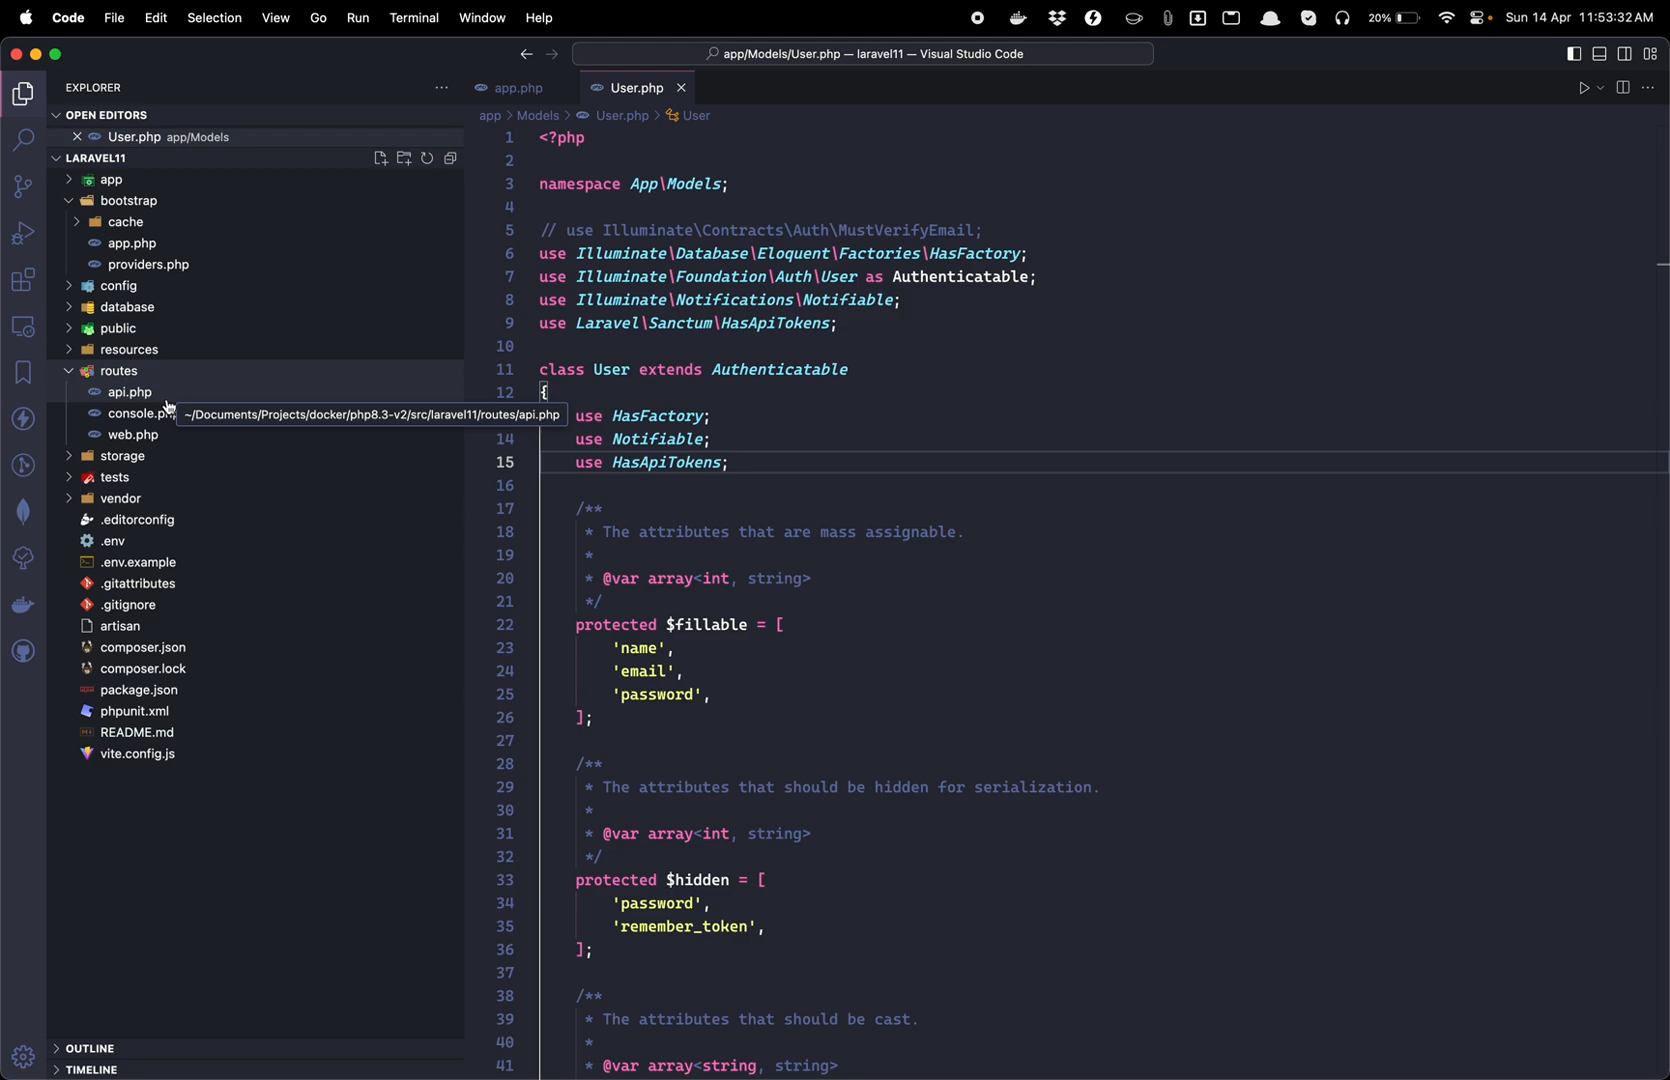 Code File Edit Selection View Go Run Terminal Window Help 20% Sun 14 Apr 11:53:32 AM
app/Models/User.php — laravel11 — Visual Studio Code
EXPLORER
OPEN EDITORS
User.php app/Models
LARAVEL11
app
bootstrap
cache
app.php
providers.php
config
database
public
resources
routes
api.php
console.ph
~/Documents/Projects/docker/php8.3-v2/src/laravel11/routes/api.php
web.php
storage
tests
vendor
.editorconfig
.env
.env.example
.gitattributes
.gitignore
artisan
composer.json
composer.lock
package.json
phpunit.xml
README.md
vite.config.js
OUTLINE
TIMELINE
app.php User.php
app > Models > User.php > User
1 <?php
2
3 namespace App\Models;
4
5 // use Illuminate\Contracts\Auth\MustVerifyEmail;
6 use Illuminate\Database\Eloquent\Factories\HasFactory;
7 use Illuminate\Foundation\Auth\User as Authenticatable;
8 use Illuminate\Notifications\Notifiable;
9 use Laravel\Sanctum\HasApiTokens;
10
11 class User extends Authenticatable
12 {
use HasFactory;
14 use Notifiable;
15 use HasApiTokens;
16
17 /**
18 * The attributes that are mass assignable.
19 *
20 * @var array<int, string>
21 */
22 protected $fillable = [
23 'name',
24 'email',
25 'password',
26 ];
27
28 /**
29 * The attributes that should be hidden for serialization.
30 *
31 * @var array<int, string>
32 */
33 protected $hidden = [
34 'password',
35 'remember_token',
36 ];
37
38 /**
39 * The attributes that should be cast.
40 *
41 * @var array<string, string>